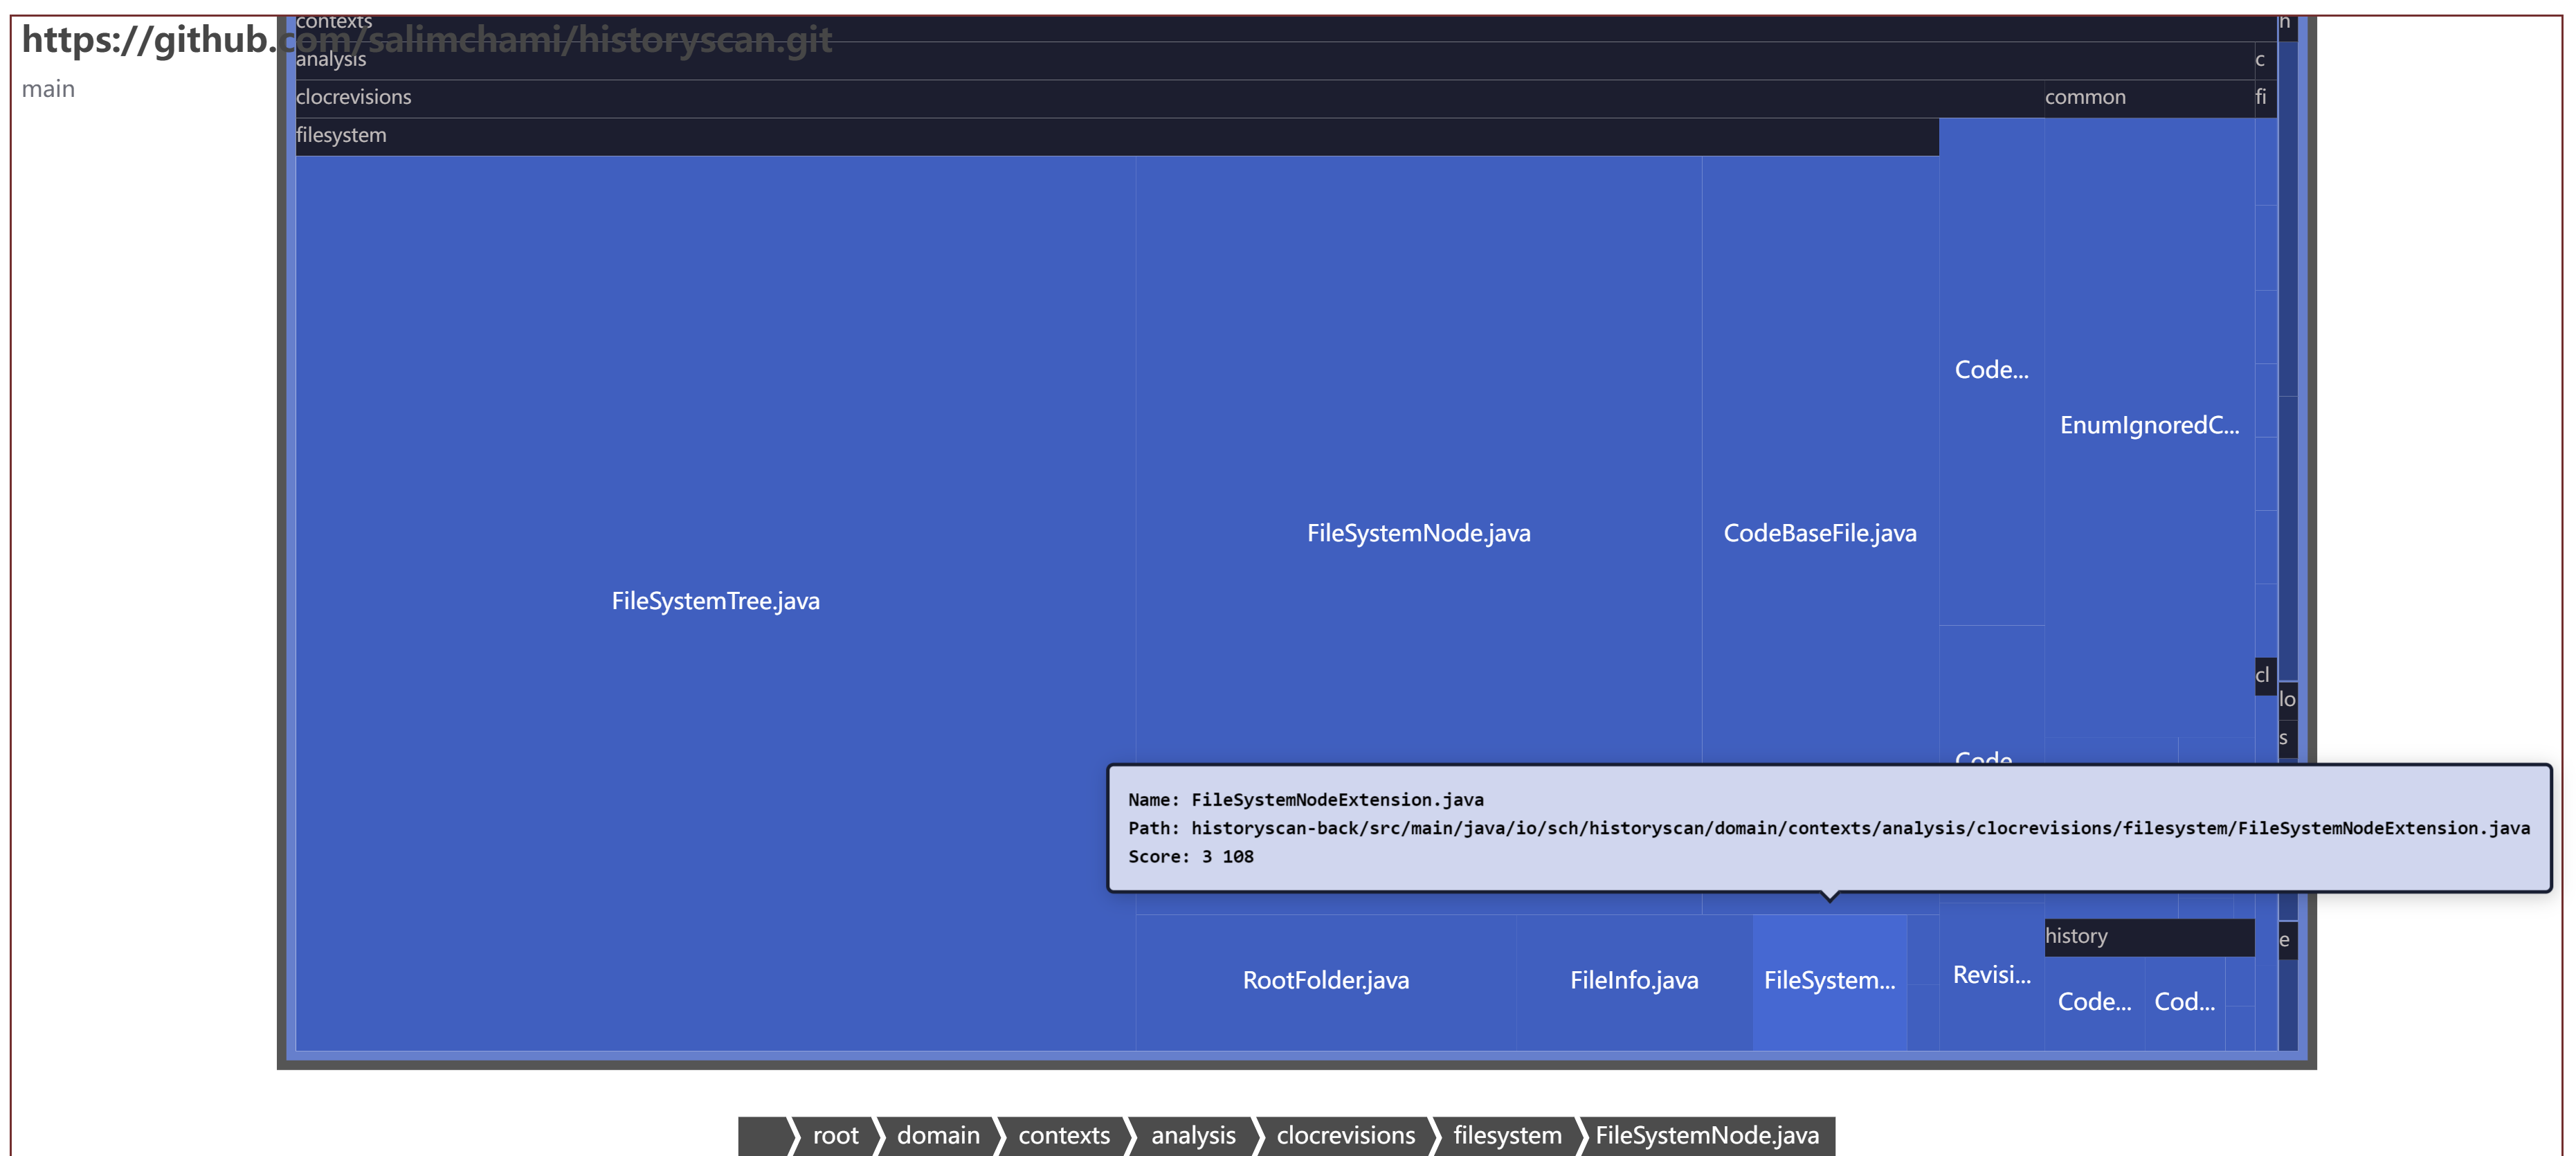 contexts
n
https://github.com/salimchami/historyscan.git
analysis
c
main
clocrevisions
common
fi
filesystem
Code...
EnumIgnoredC...
FileSystemNode.java
CodeBaseFile.java
FileSystemTree.java
cl
lo
s
Code
Name: FileSystemNodeExtension.java
Path: historyscan-back/src/main/java/io/sch/historyscan/domain/contexts/analysis/clocrevisions/filesystem/FileSystemNodeExtension.java
Score: 3 108
history
e
RootFolder.java
FileInfo.java
FileSystem...
Revisi...
Code...
Cod...
root
domain
contexts
analysis
clocrevisions
filesystem
FileSystemNode.java